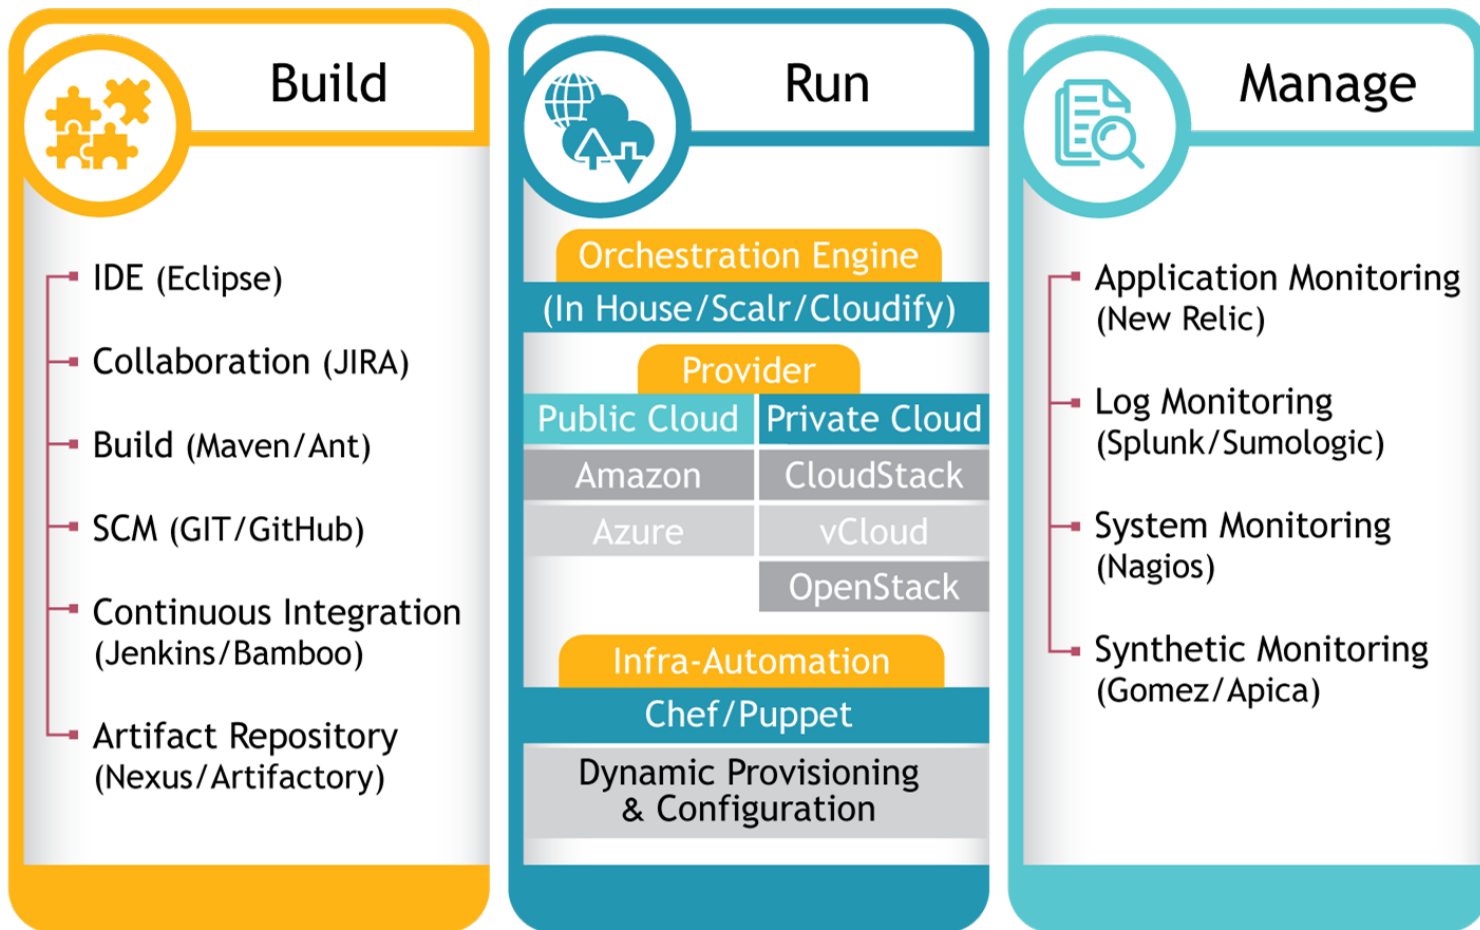 Build
IDE (Eclipse)
Collaboration (JIRA)
Build (Maven/Ant)
SCM (GIT/GitHub)
Continuous Integration
(Jenkins/Bamboo)
Artifact Repository
(Nexus/Artifactory)
Run
Orchestration Engine
(In House/Scalr/Cloudify)
Provider
Public Cloud Private Cloud
Amazon CloudStack
Azure vCloud
OpenStack
Infra-Automation
Chef/Puppet
Dynamic Provisioning
& Configuration
Manage
Application Monitoring
(New Relic)
Log Monitoring
(Splunk/Sumologic)
System Monitoring
(Nagios)
Synthetic Monitoring
(Gomez/Apica)